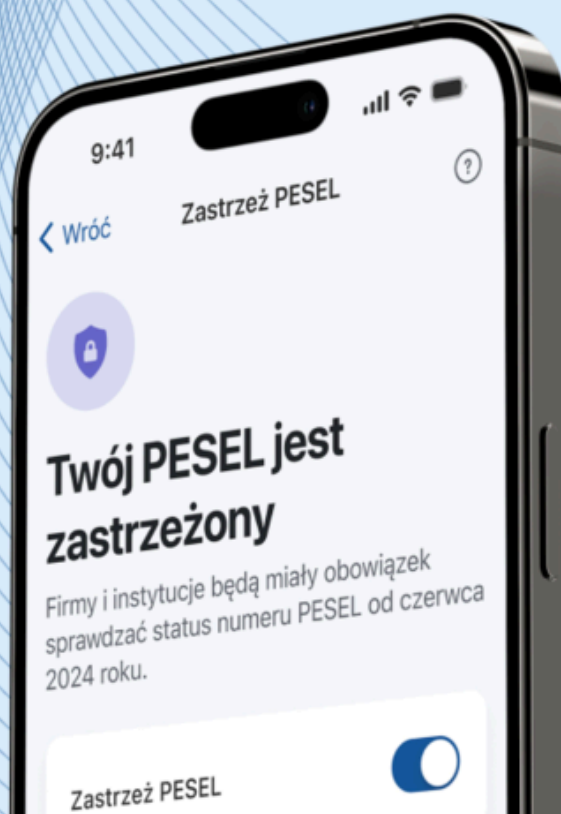 9:41
Wróć
Zastrzeż PESEL
?
Twój PESEL jest
zastrzeżony
Firmy i instytucje będą miały obowiązek
sprawdzać status numeru PESEL od czerwca
2024 roku.
Zastrzeż PESEL